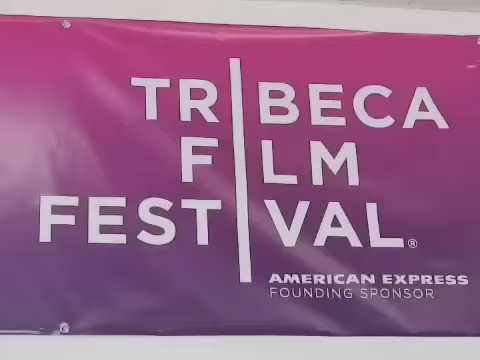 TRIBECA
FILM
FESTIVAL®
AMERICAN EXPRESS
FOUNDING SPONSOR